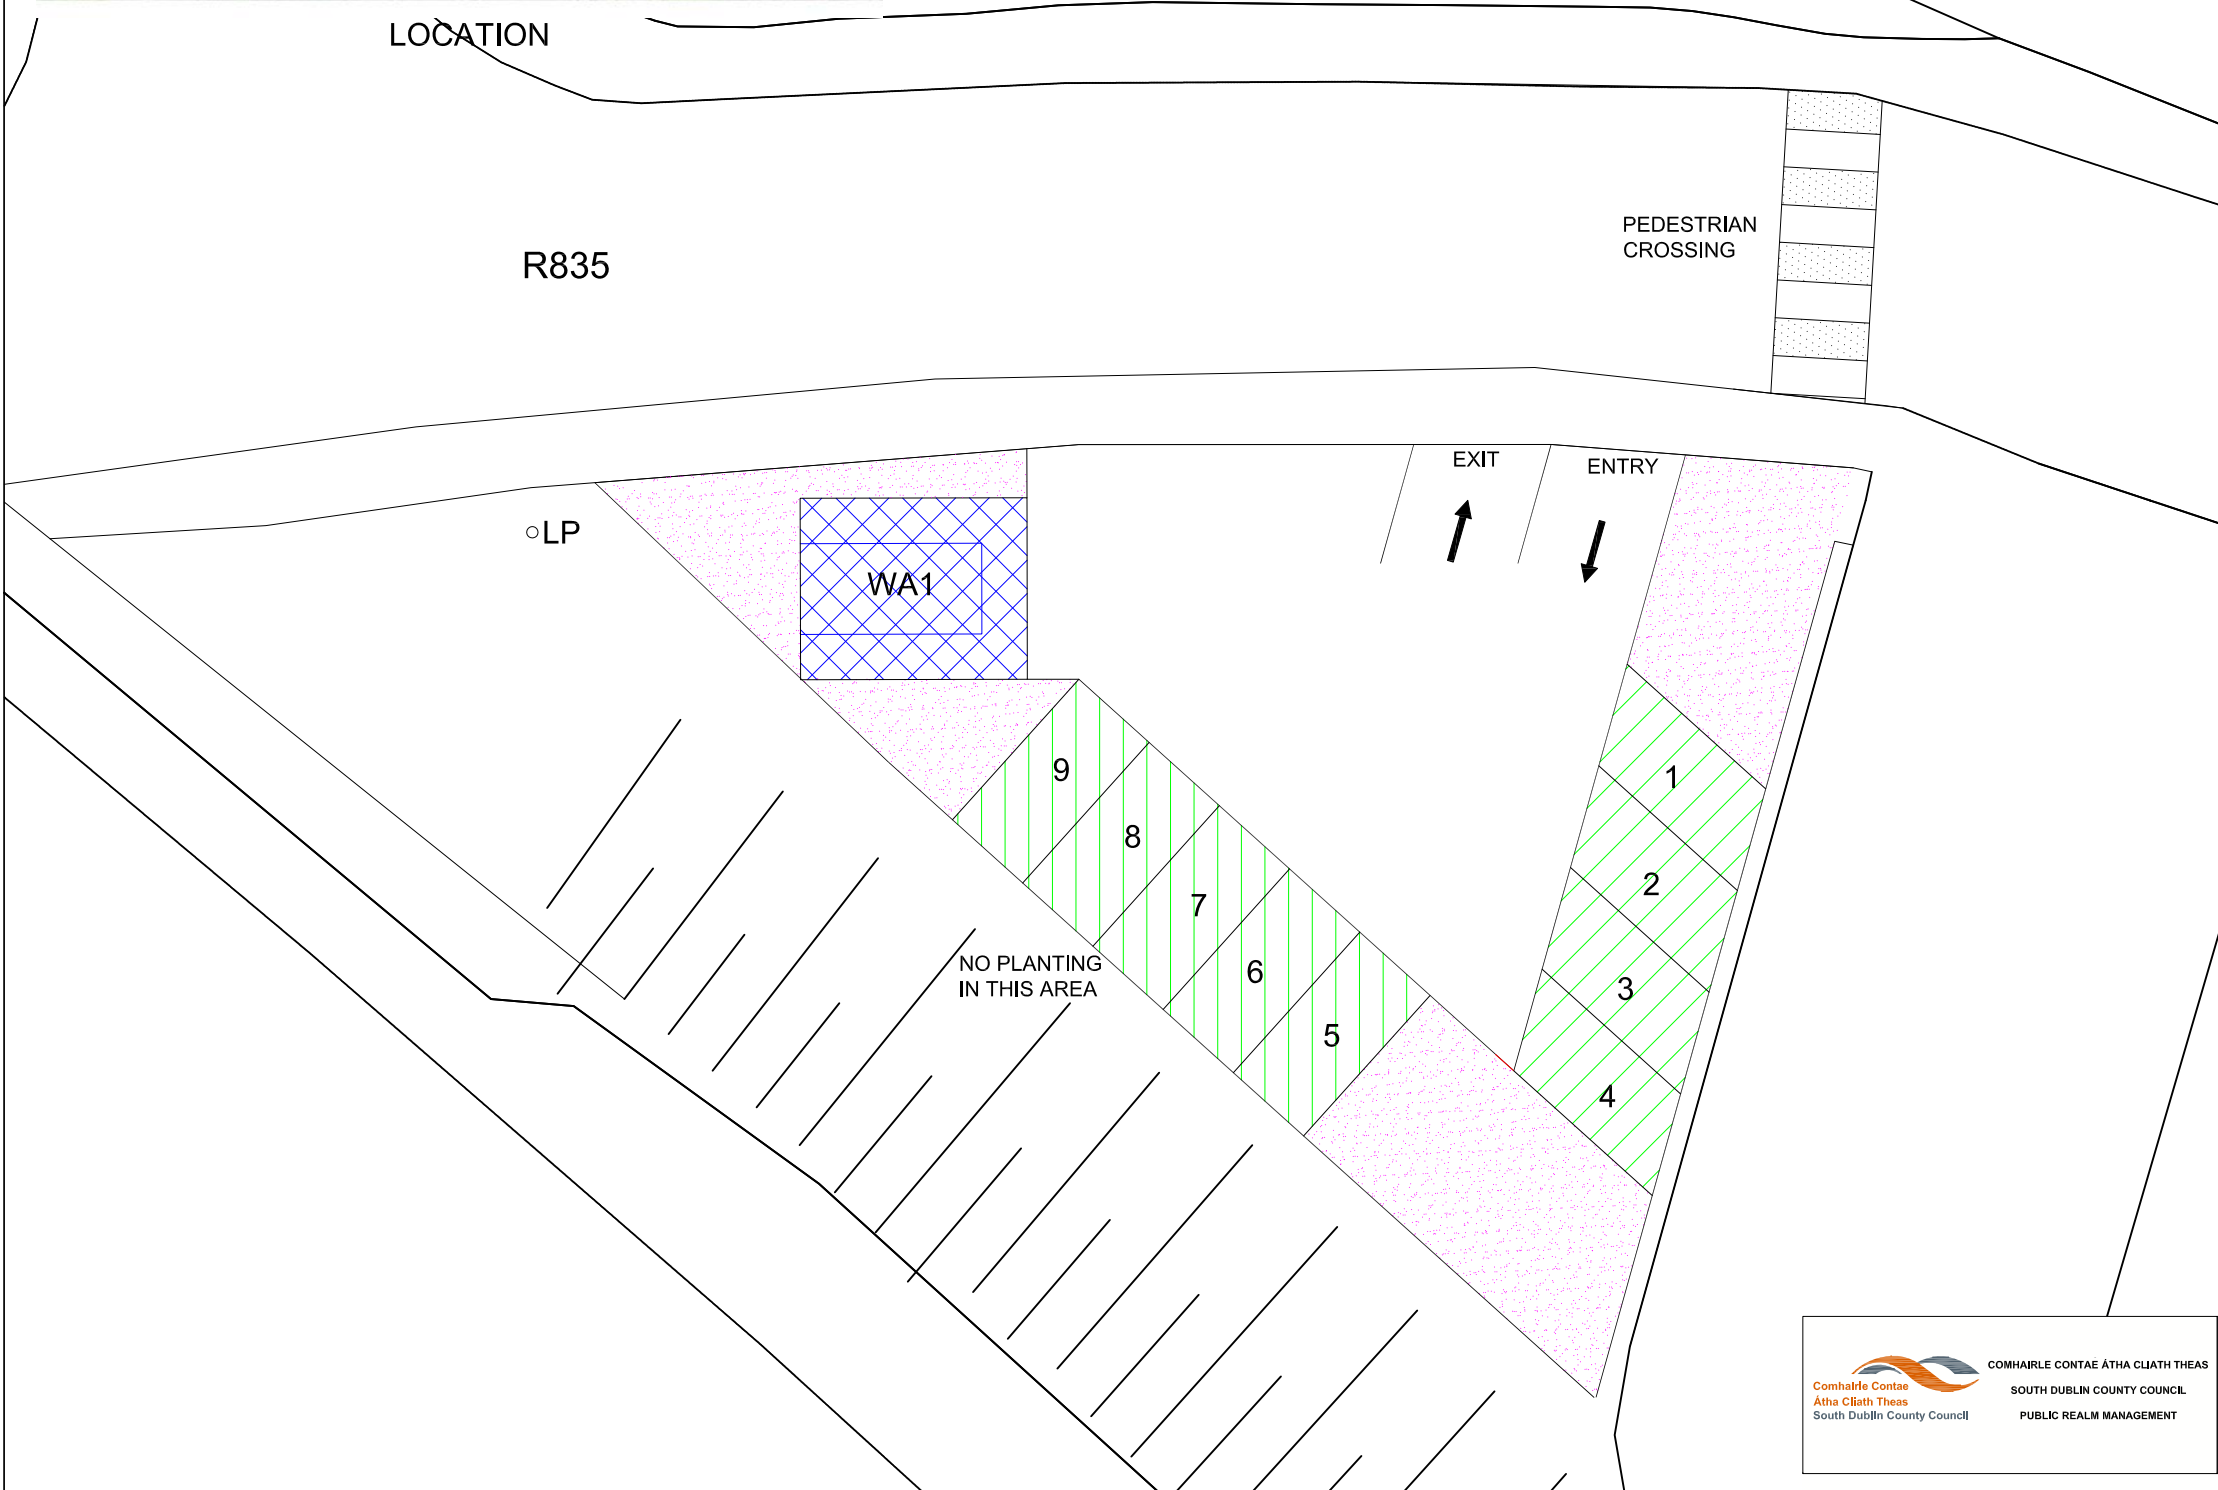 LOCATION
R835
PEDESTRIAN
CROSSING
EXIT
ENTRY
LP
WA1
1
2
3
4
5
6
7
8
9
NO PLANTING
IN THIS AREA
Comhairle Contae
Átha Cliath Theas
South Dublin County Council
COMHAIRLE CONTAE ÁTHA CLIATH THEAS
SOUTH DUBLIN COUNTY COUNCIL
PUBLIC REALM MANAGEMENT